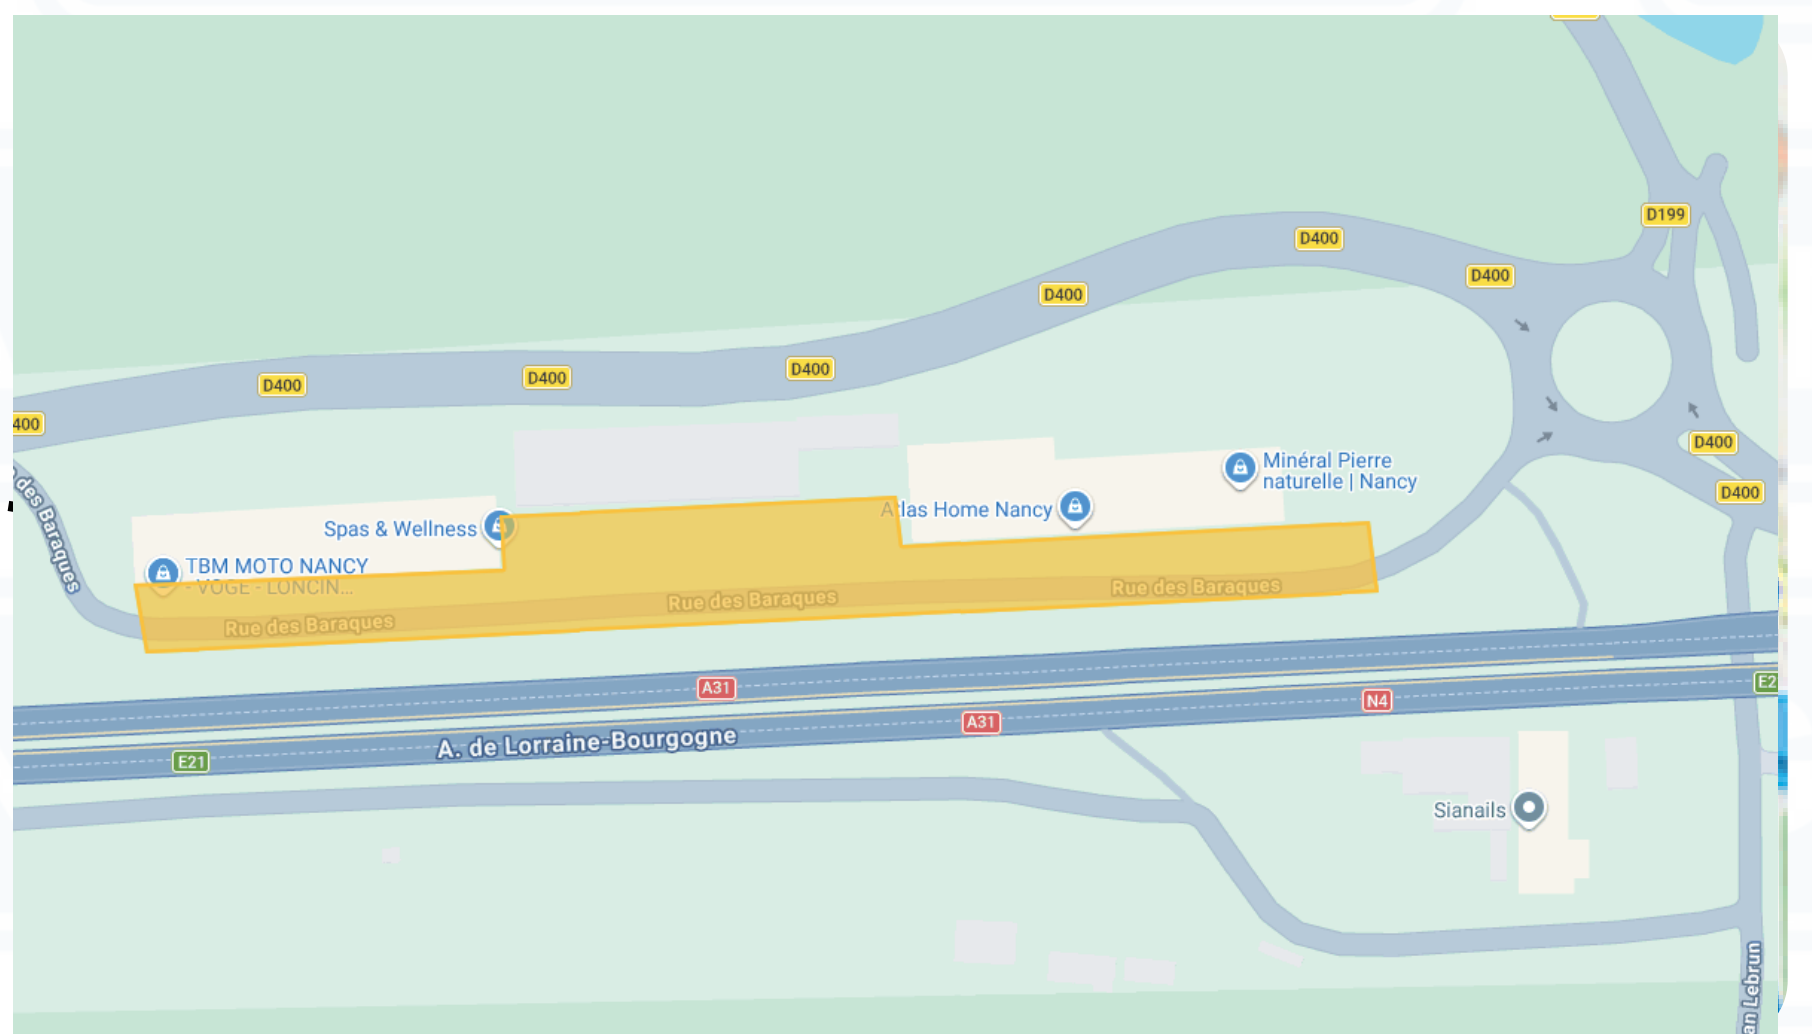 D199
D400
D400
D400
D400
D400
D400
D400
400
D400
D400
des Baraques
Minéral Pierre
naturelle | Nancy
Atlas Home Nancy
Spas & Wellness
TBM MOTO NANCY
- VOGE - LONCIN...
Rue des Baraques
Rue des Baraques
Rue des Baraques
A31
N4
E2
A31
A. de Lorraine-Bourgogne
E21
Sianails
an Lebrun